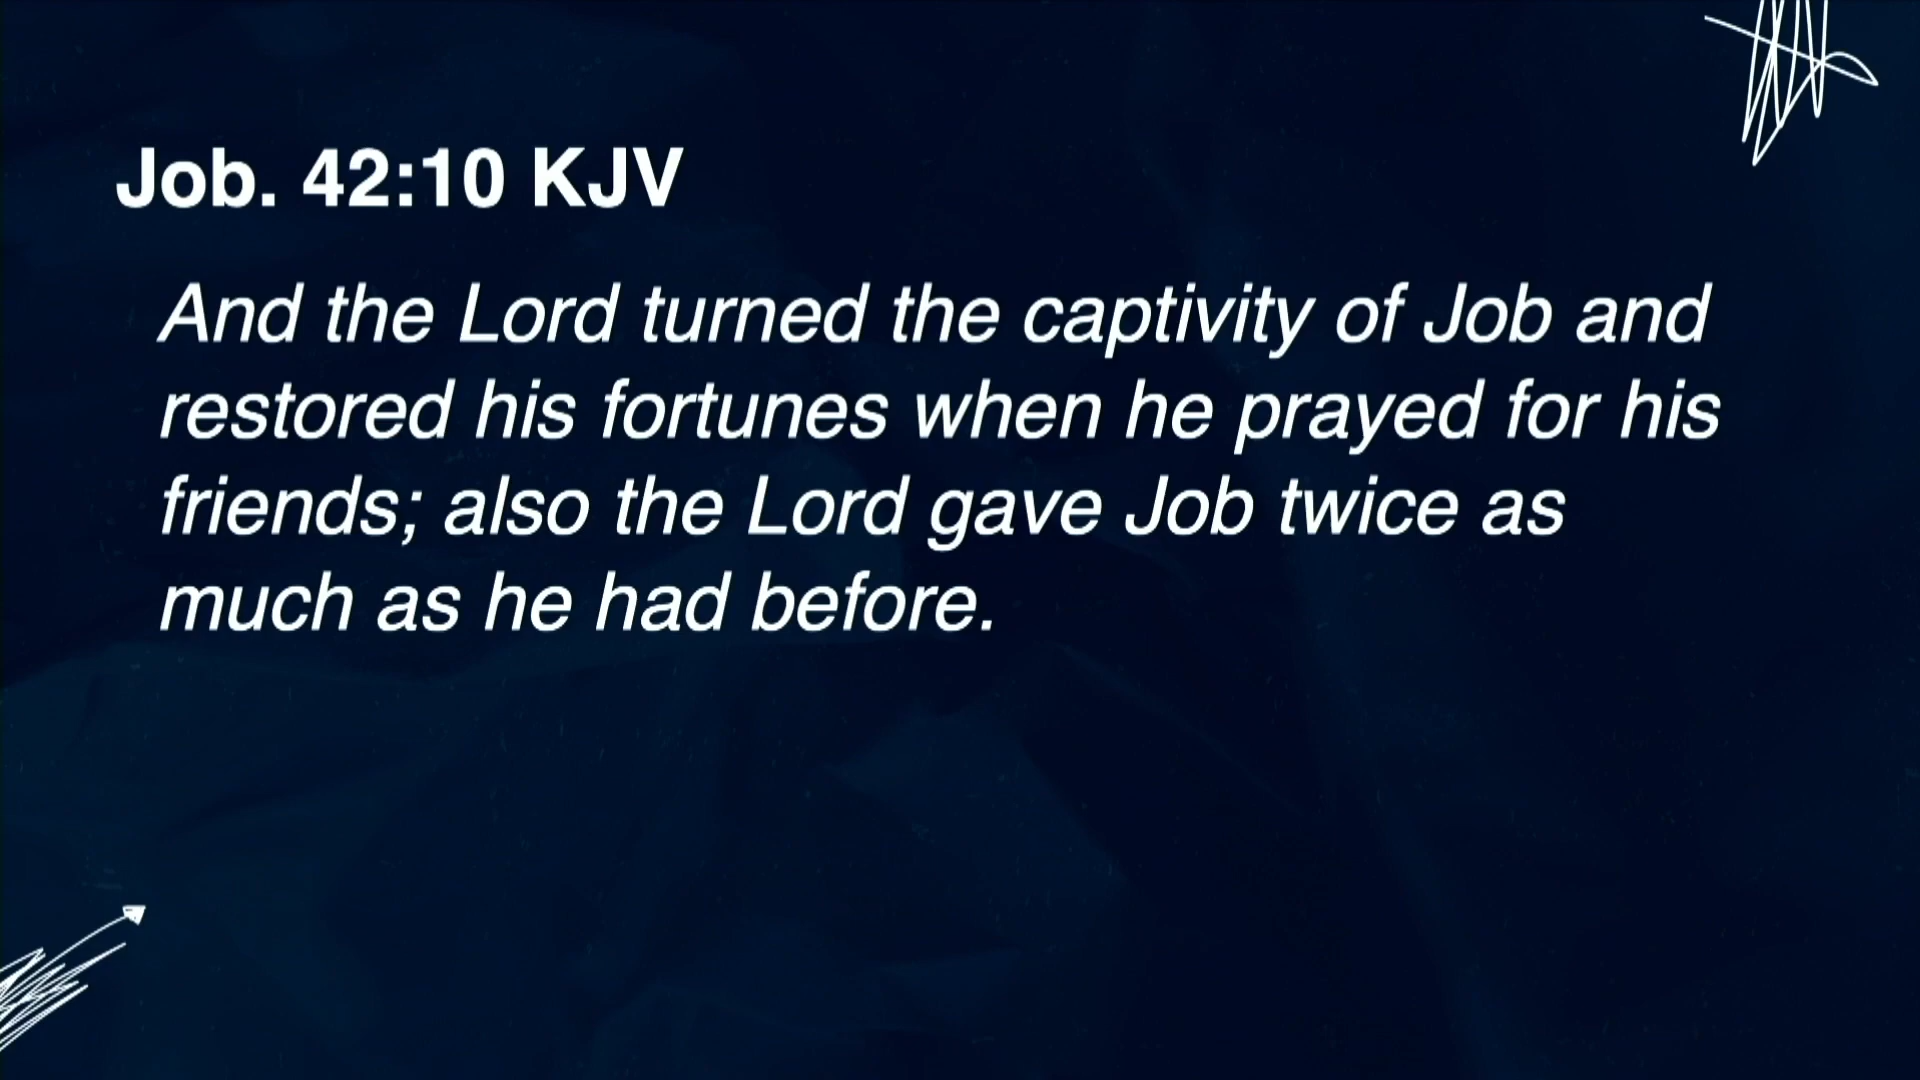 Job. 42:10 KJV
And the Lord turned the captivity of Job and
restored his fortunes when he prayed for his
friends; also the Lord gave Job twice as
much as he had before.